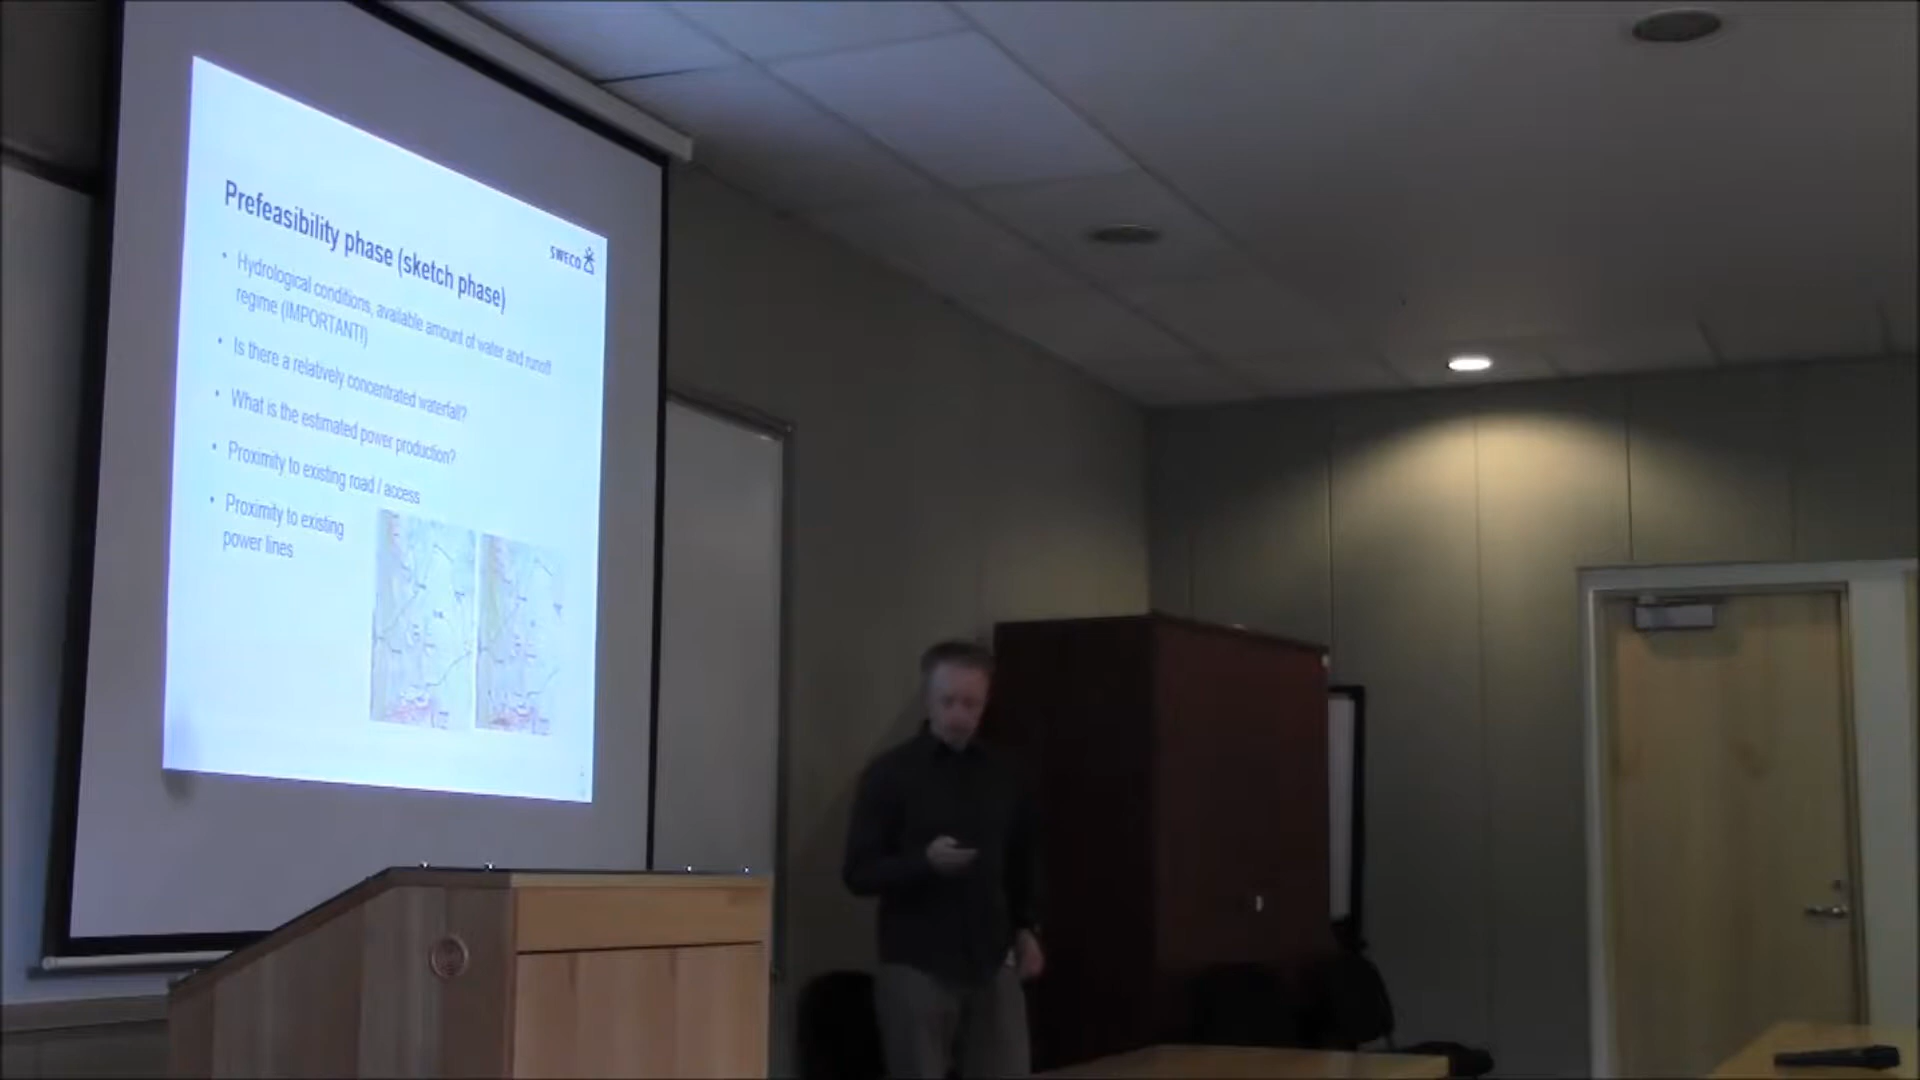 Prefeasibility phase (sketch phase)
SWECO
• Hydrological conditions, available amount of water and runoff
regime (IMPORTANT!)
• Is there a relatively concentrated waterfall?
• What is the estimated power production?
• Proximity to existing road / access
• Proximity to existing
power lines